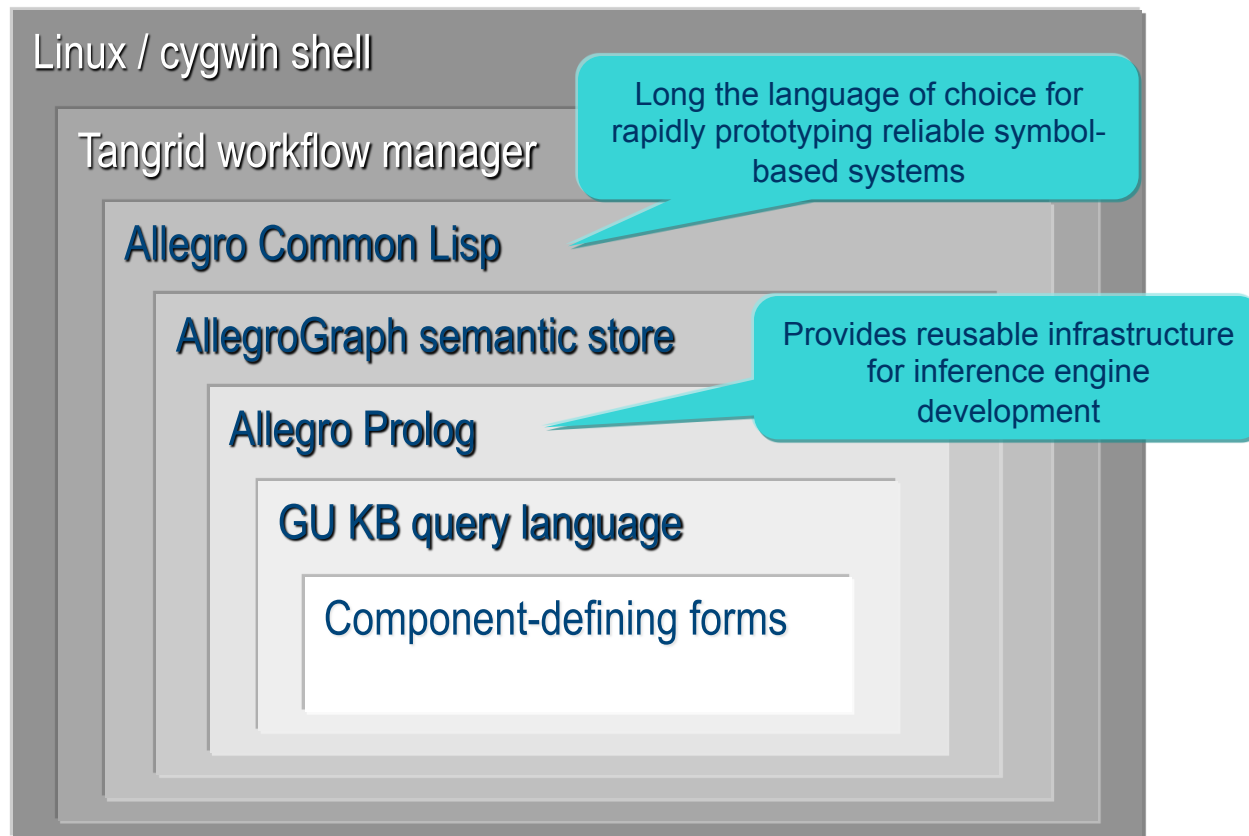 Linux / cygwin shell
Long the language of choice for
rapidly prototyping reliable symbol-
based systems
Tangrid workflow manager
Allegro Common Lisp
AllegroGraph semantic store
Provides reusable infrastructure
for inference engine
development
Allegro Prolog
GU KB query language
Component-defining forms